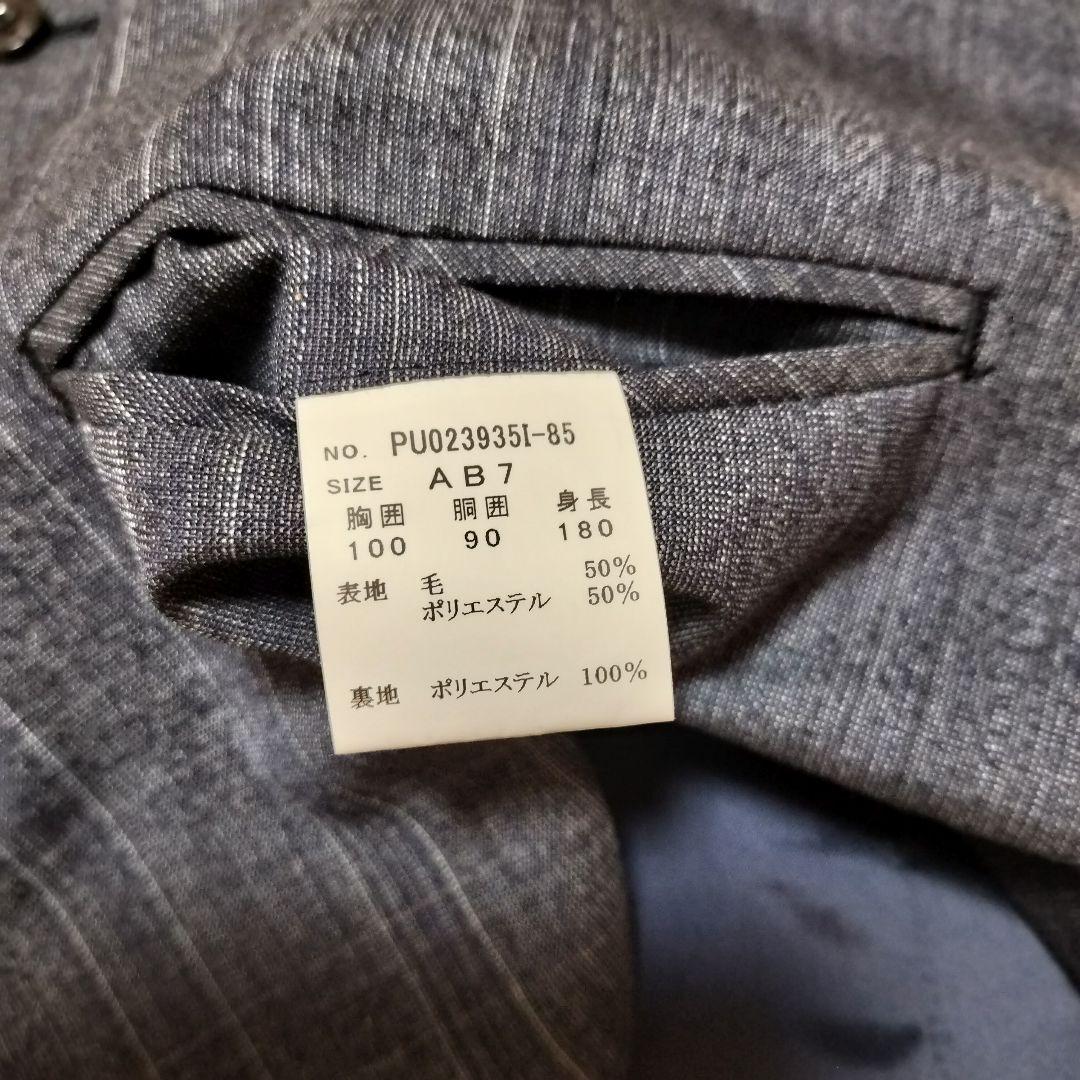 NO. PU023935I-85
SIZE AB7
胸囲 胴囲 身長
100 90 180
表地 毛 50%
ポリエステル 50%
裏地 ポリエステル 100%